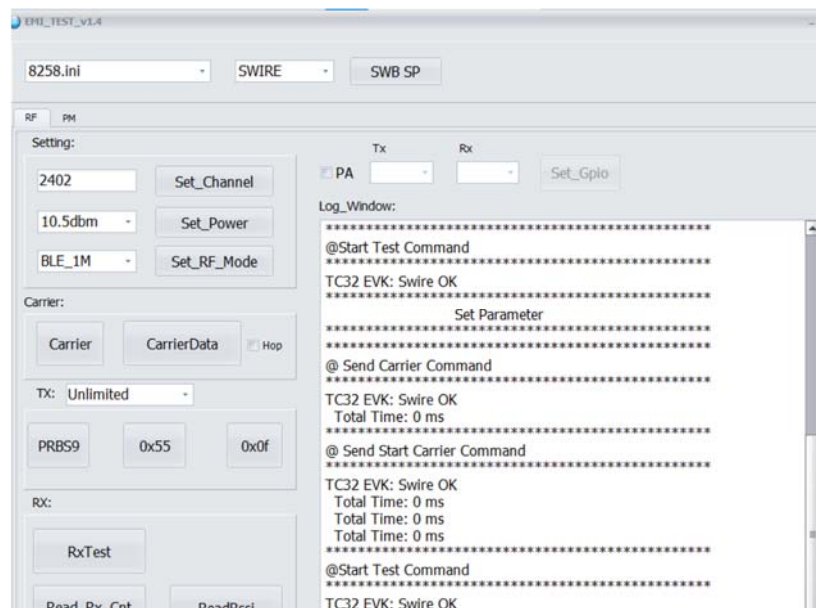 EMI_TEST_v1.4
8258.ini SWIRE SWB SP
RF PM
Setting:
2402 Set_Channel
10.5dbm Set_Power
BLE_1M Set_RF_Mode
Carrier:
Carrier CarrierData Hop
TX: Unlimited
PRBS9 0x55 0x0f
RX:
RxTest
Read_Rx_Cnt ReadRssi
Tx Rx
PA Set_Gpio
Log_Window:
**************************************************
@Start Test Command
**************************************************
TC32 EVK: Swire OK
**************************************************
Set Parameter
**************************************************
**************************************************
@ Send Carrier Command
**************************************************
TC32 EVK: Swire OK
Total Time: 0 ms
**************************************************
@ Send Start Carrier Command
**************************************************
TC32 EVK: Swire OK
Total Time: 0 ms
Total Time: 0 ms
Total Time: 0 ms
**************************************************
@Start Test Command
**************************************************
TC32 EVK: Swire OK